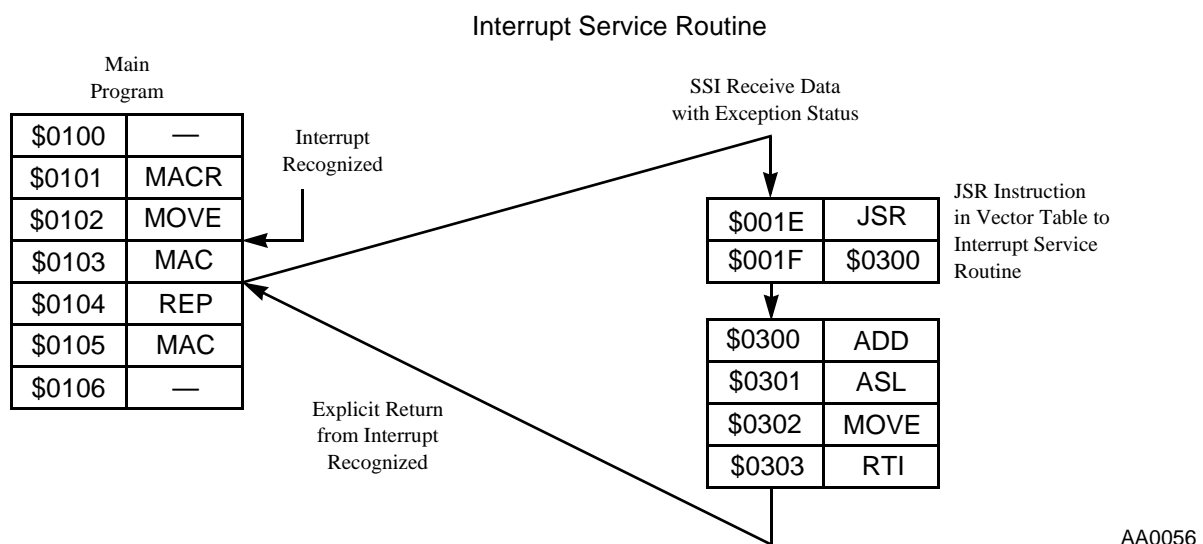 Interrupt Service Routine
Main
Program
$0100 —
$0101 MACR
$0102 MOVE
$0103 MAC
$0104 REP
$0105 MAC
$0106 —
Interrupt
Recognized
SSI Receive Data
with Exception Status
$001E JSR
$001F $0300
JSR Instruction
in Vector Table to
Interrupt Service
Routine
$0300 ADD
$0301 ASL
$0302 MOVE
$0303 RTI
Explicit Return
from Interrupt
Recognized
AA0056